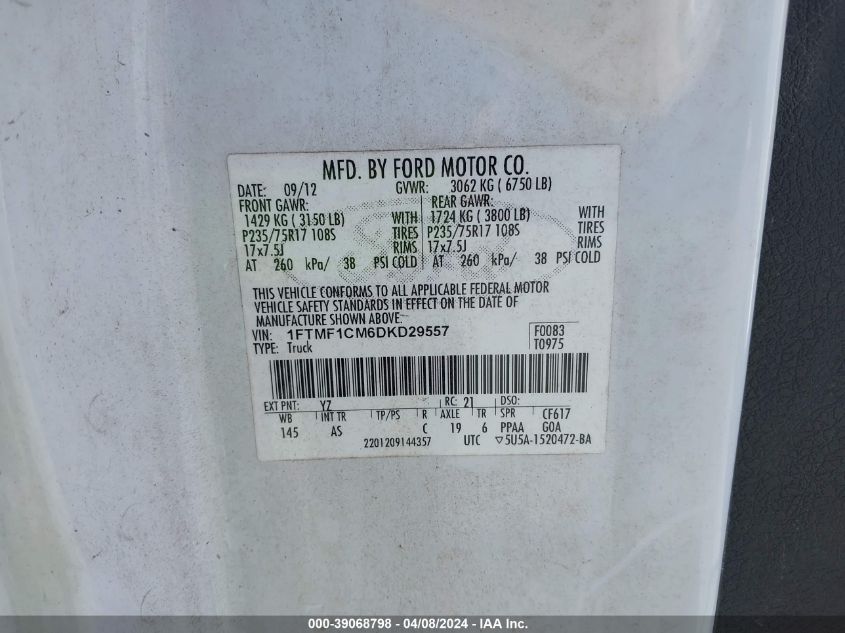 MFD. BY FORD MOTOR CO.
DATE: 09/12 GVWR: 3062 KG ( 6750 LB)
FRONT GAWR: REAR GAWR:
1429 KG ( 3150 LB) WITH 1724 KG ( 3800 LB) WITH
P235/75R17 108S TIRES P235/75R17 108S TIRES
17x7.5J RIMS 17x7.5J RIMS
AT 260 kPa/ 38 PSI COLD AT 260 kPa/ 38 PSI COLD
THIS VEHICLE CONFORMS TO ALL APPLICABLE FEDERAL MOTOR
VEHICLE SAFETY STANDARDS IN EFFECT ON THE DATE OF
MANUFACTURE SHOWN ABOVE.
VIN: 1FTMF1CM6DKD29557 F0083
TYPE: Truck T0975
EXT PNT: YZ RC: 21 DSO:
WB INT TR TP/PS R AXLE TR SPR CF617
145 AS C 19 6 PPAA GOA
2201209144357 UTC ▽5U5A-1520472-BA
000-39068798 - 04/08/2024 - IAA Inc.